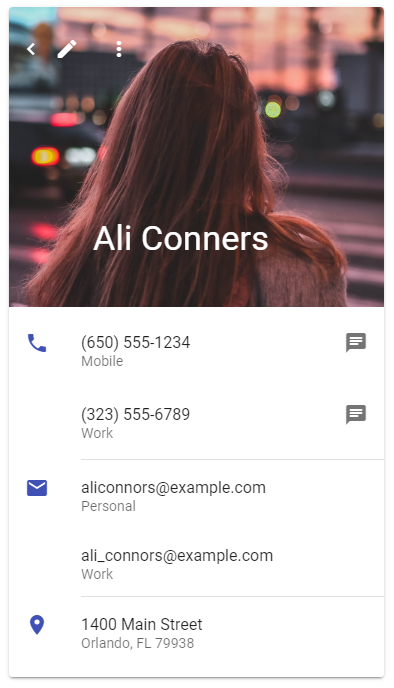 Ali Conners
(650) 555-1234
Mobile
(323) 555-6789
Work
aliconnors@example.com
Personal
ali_connors@example.com
Work
1400 Main Street
Orlando, FL 79938